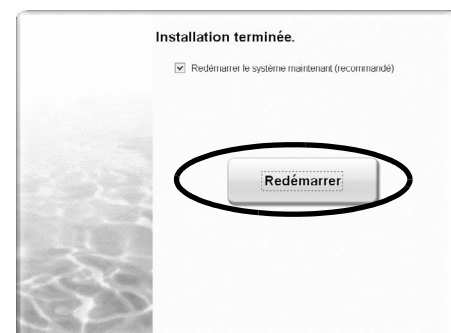 Installation terminée.
Redémarrer le système maintenant (recommandé)
Redémarrer